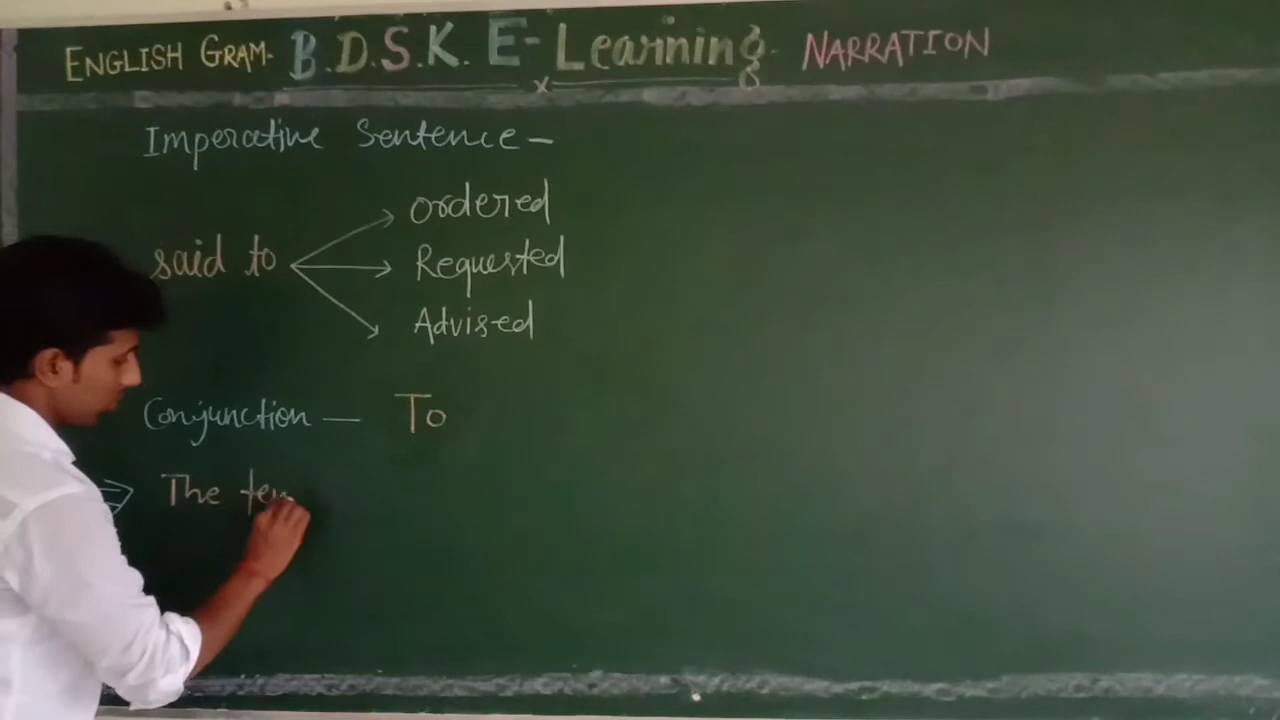 ENGLISH GRAM. B.D.S.K. E-Learning. NARRATION
Imperative Sentence -
said to
ordered
Requested
Advised
Conjunction - To
The